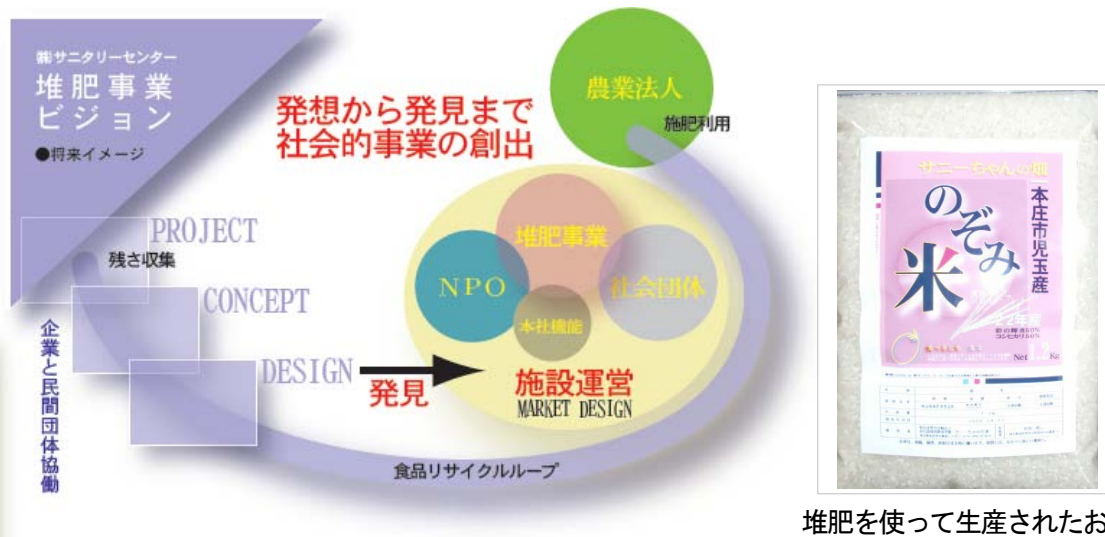 ㈱サニタリーセンター
堆肥事業
ビジョン
●将来イメージ
発想から発見まで
社会的事業の創出
農業法人
施肥利用
PROJECT
残さ収集
CONCEPT
DESIGN
企業と民間団体協働
発見
堆肥事業
NPO
社会団体
本社機能
施設運営
MARKET DESIGN
食品リサイクルループ
サニーちゃんの畑
のぞみ
米
本庄市児玉産
Net 1.2Kg
堆肥を使って生産されたお